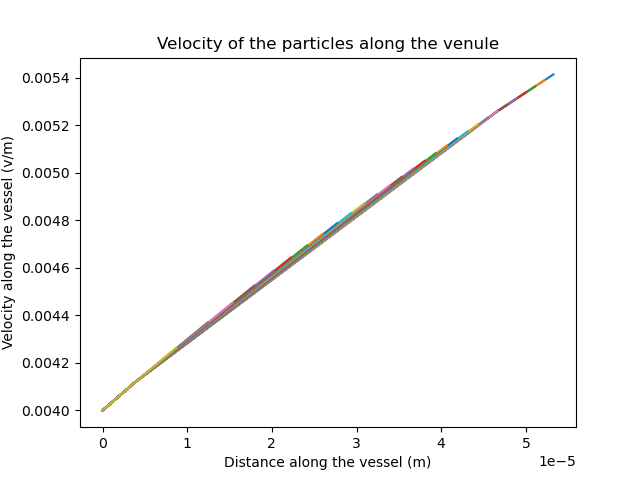 Velocity of the particles along the venule
Velocity along the vessel (v/m)
0.0054
0.0052
0.0050
0.0048
0.0046
0.0044
0.0042
0.0040
0 1 2 3 4 5
1e−5
Distance along the vessel (m)